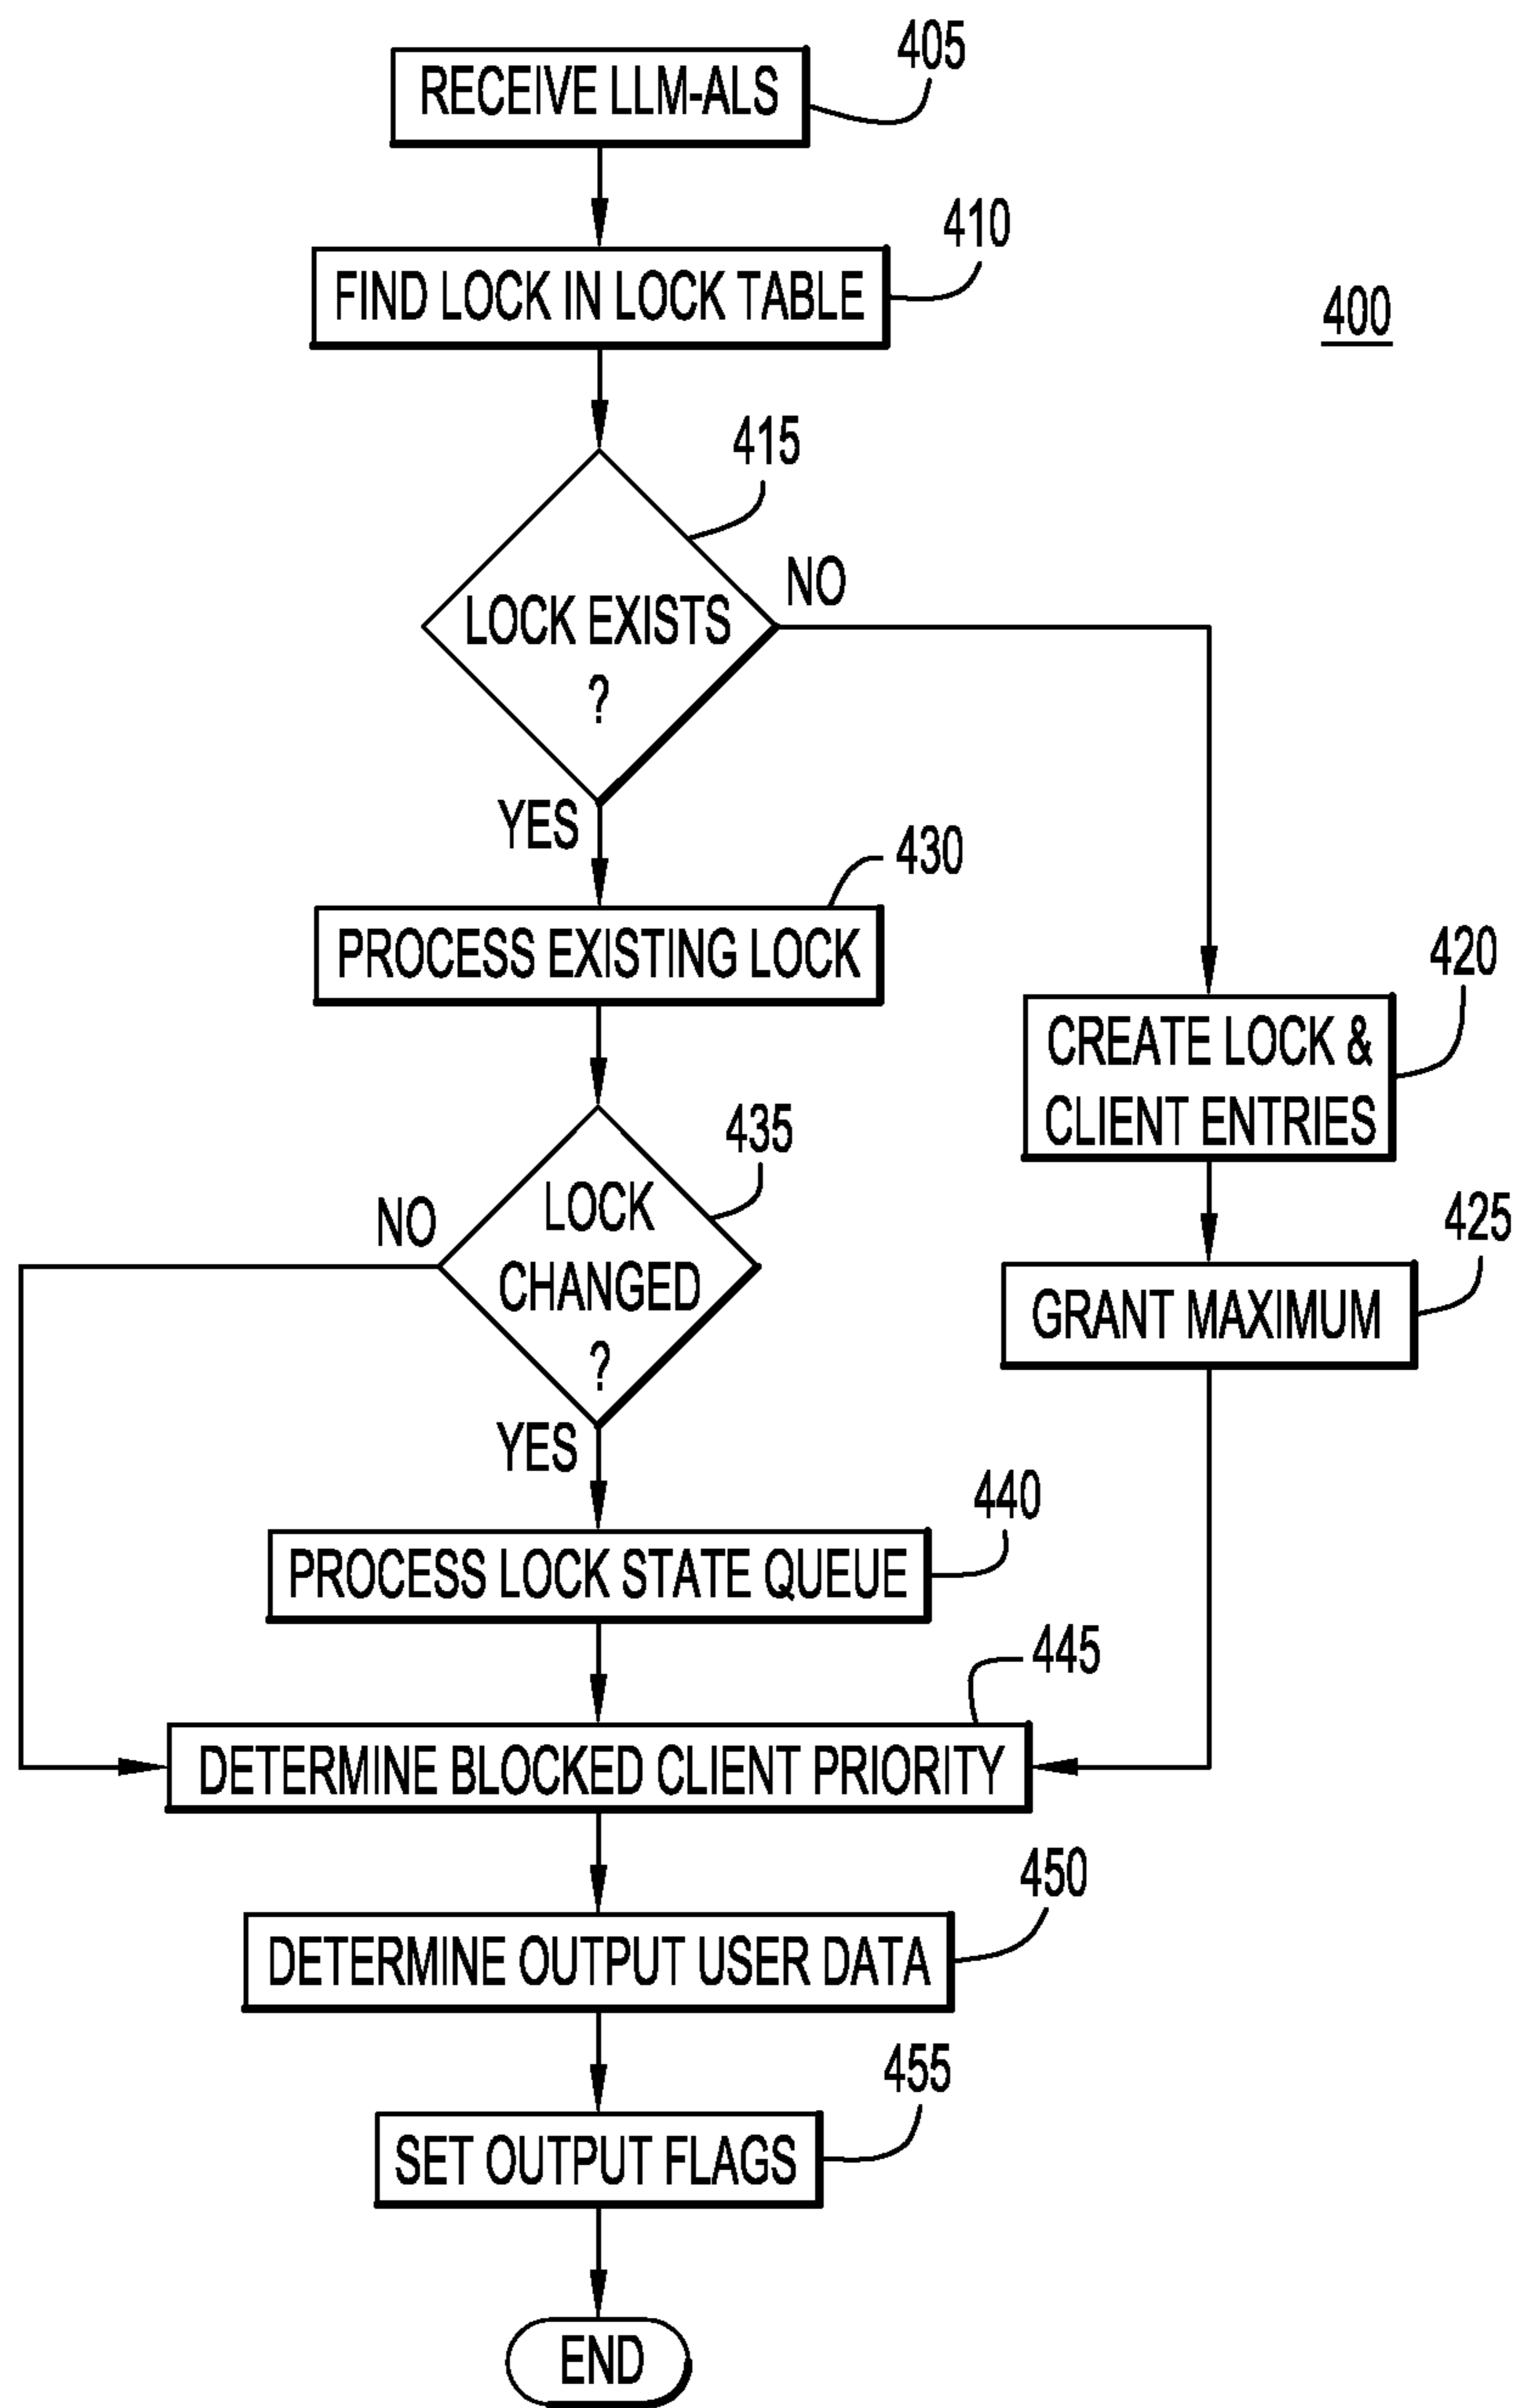 405
RECEIVE LLM-ALS
410
FIND LOCK IN LOCK TABLE
400
415
LOCK EXISTS
?
NO
YES
430
PROCESS EXISTING LOCK
420
CREATE LOCK &
CLIENT ENTRIES
435
LOCK
CHANGED
?
NO
YES
425
GRANT MAXIMUM
440
PROCESS LOCK STATE QUEUE
445
DETERMINE BLOCKED CLIENT PRIORITY
450
DETERMINE OUTPUT USER DATA
455
SET OUTPUT FLAGS
END